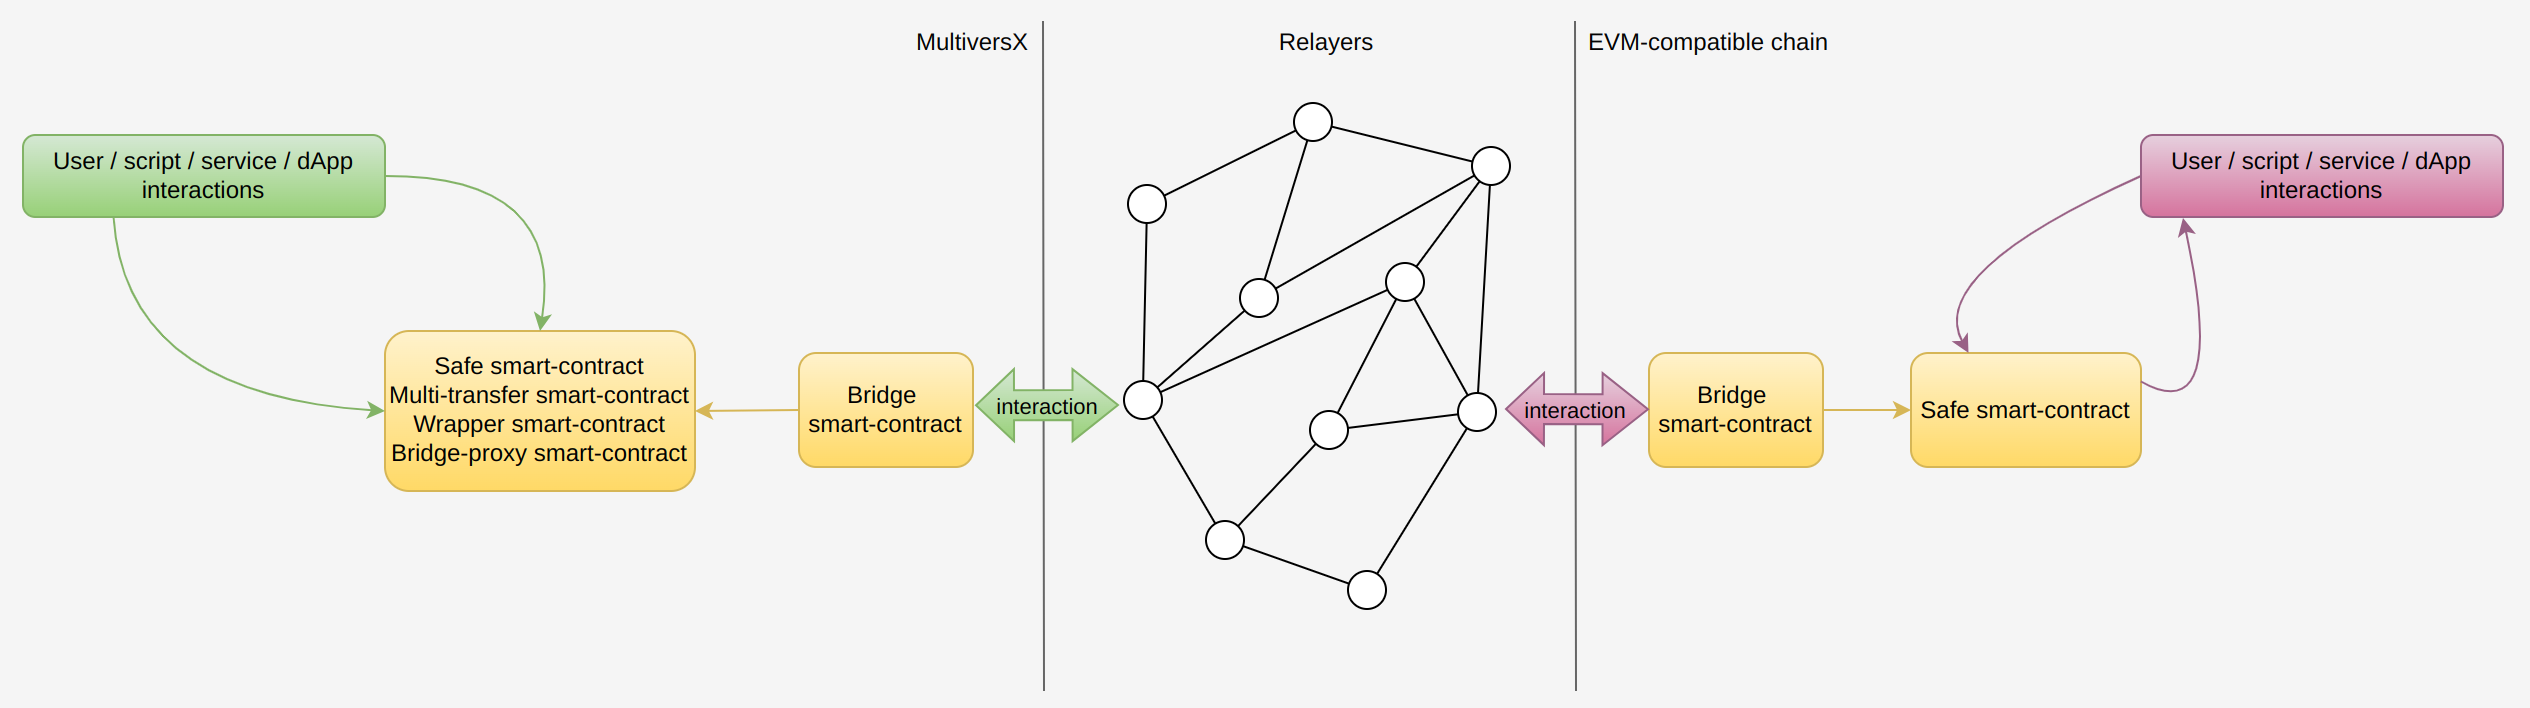 MultiversX
Relayers
EVM-compatible chain
User / script / service / dApp
interactions
User / script / service / dApp
interactions
Safe smart-contract
Multi-transfer smart-contract
Wrapper smart-contract
Bridge-proxy smart-contract
Bridge
smart-contract
interaction
interaction
Bridge
smart-contract
Safe smart-contract